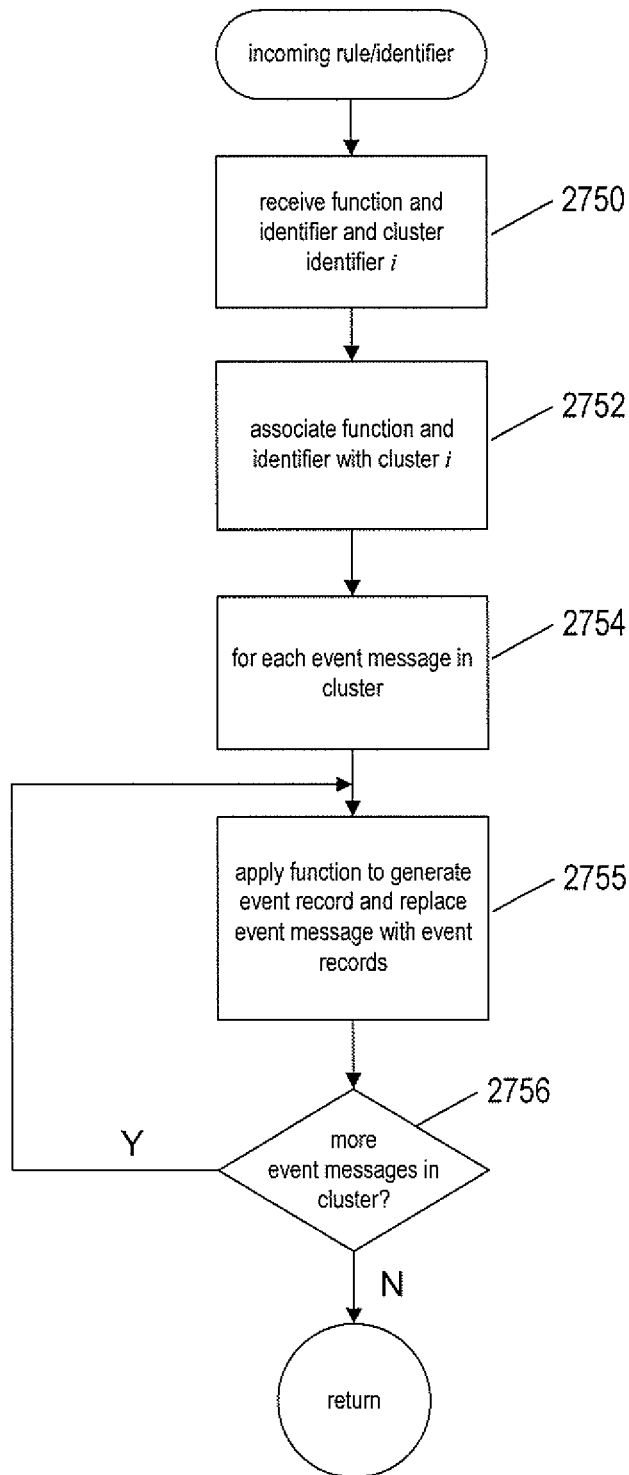 incoming rule/identifier
receive function and
identifier and cluster
identifier i
2750
associate function and
identifier with cluster i
2752
for each event message in
cluster
2754
apply function to generate
event record and replace
event message with event
records
2755
more
event messages in
cluster?
2756
Y
N
return